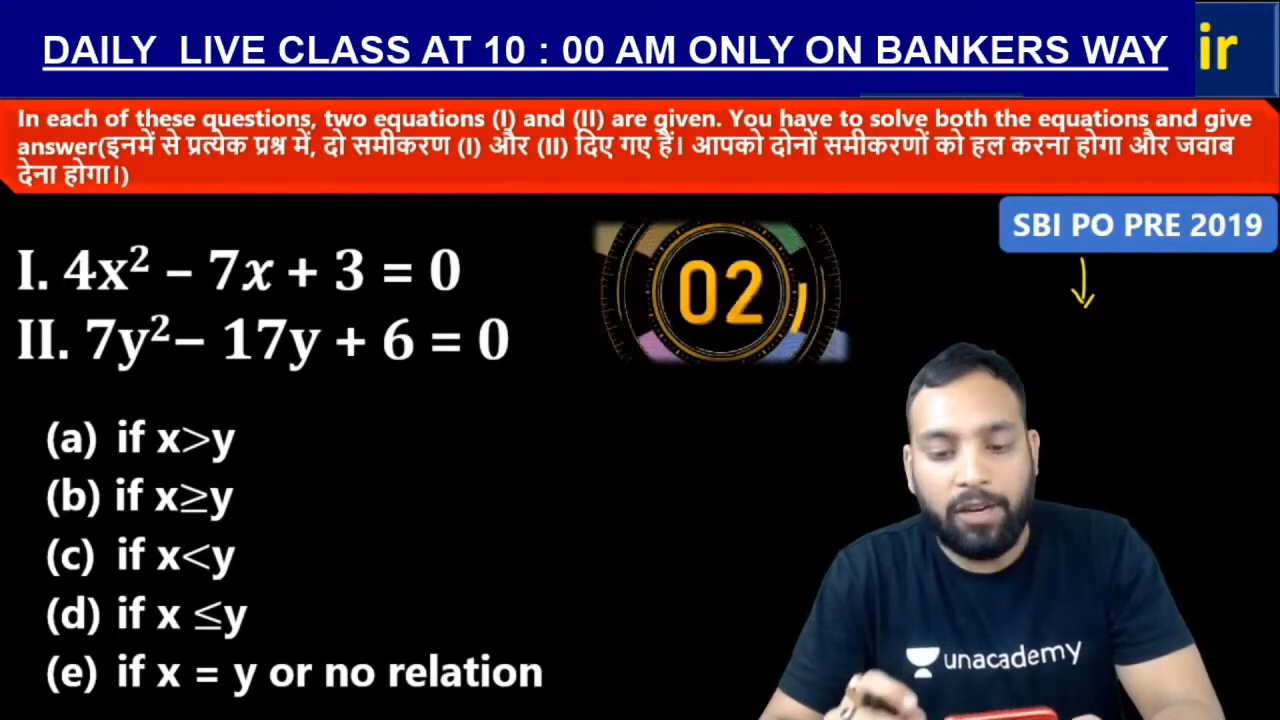 DAILY LIVE CLASS AT 10 : 00 AM ONLY ON BANKERS WAY
ir
In each of these questions, two equations (I) and (II) are given. You have to solve both the equations and give
answer(इनमें से प्रत्येक प्रश्न में, दो समीकरण (I) और (II) दिए गए हैं। आपको दोनों समीकरणों को हल करना होगा और जवाब
देना होगा।)
SBI PO PRE 2019
I. 4x² – 7x + 3 = 0
02
II. 7y²– 17y + 6 = 0
(a) if x>y
(b) if x≥y
(c) if x<y
(d) if x ≤y
(e) if x = y or no relation
unacademy